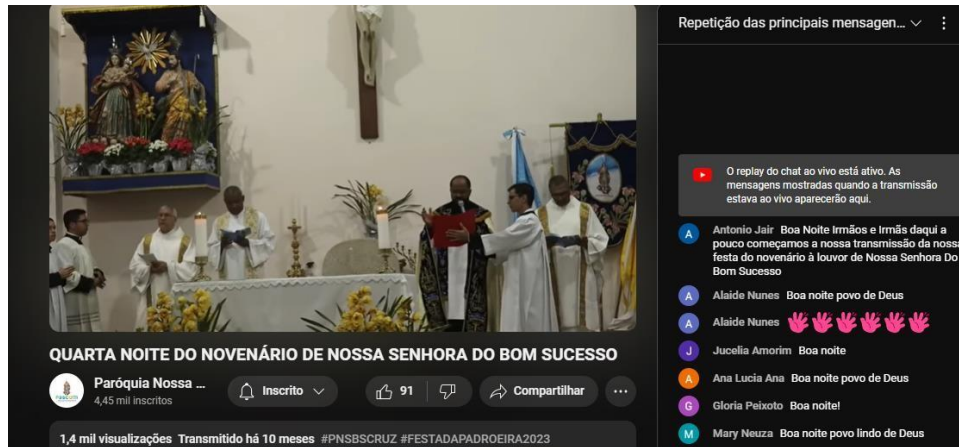 Repetição das principais mensagen...
O replay do chat ao vivo está ativo. As
mensagens mostradas quando a transmissão
estava ao vivo aparecerão aqui.
Antonio Jair Boa Noite Irmãos e Irmãs daqui a
pouco começamos a nossa transmissão da nossa
festa do novenário à louvor de Nossa Senhora Do
Bom Sucesso
A Alaide Nunes Boa noite povo de Deus
A Alaide Nunes
J Jucelia Amorim Boa noite
A Ana Lucia Ana Boa noite povo de Deus
G Gloria Peixoto Boa noite!
M Mary Neuza Boa noite povo lindo de Deus
QUARTA NOITE DO NOVENÁRIO DE NOSSA SENHORA DO BOM SUCESSO
Paróquia Nossa ...
4,45 mil inscritos
Inscrito
91
Compartilhar
1,4 mil visualizações Transmitido há 10 meses #PNSBSCRUZ #FESTADAPADROEIRA2023